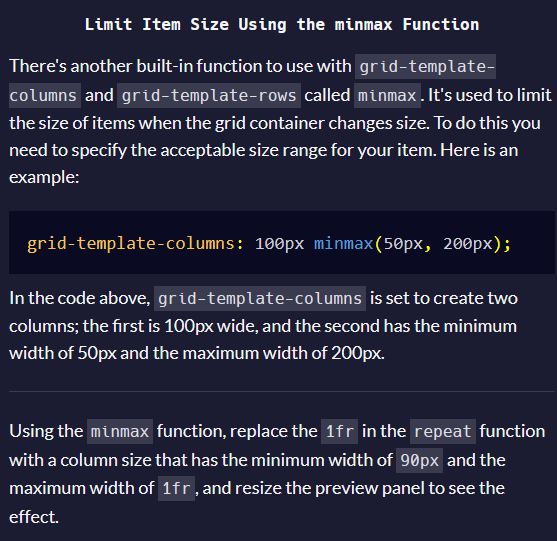 Limit Item Size Using the minmax Function
There's another built-in function to use with grid-template-
columns and grid-template-rows called minmax. It's used to limit
the size of items when the grid container changes size. To do this you
need to specify the acceptable size range for your item. Here is an
example:
grid-template-columns: 100px minmax(50px, 200px);
In the code above, grid-template-columns is set to create two
columns; the first is 100px wide, and the second has the minimum
width of 50px and the maximum width of 200px.
Using the minmax function, replace the 1fr in the repeat function
with a column size that has the minimum width of 90px and the
maximum width of 1fr, and resize the preview panel to see the
effect.